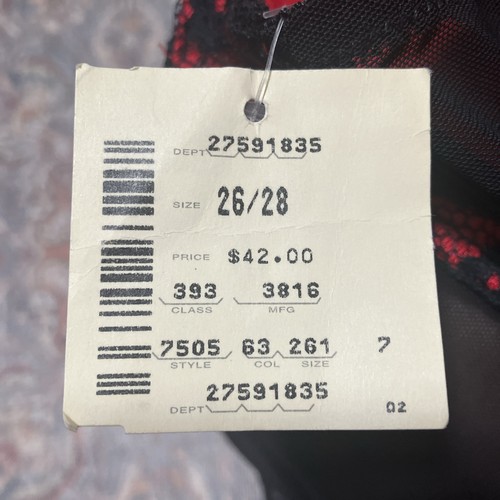 DEPT 27591835
SIZE 26/28
PRICE $42.00
393 3816
CLASS MFG
7505 63 261 7
STYLE COL SIZE
27591835
DEPT 02